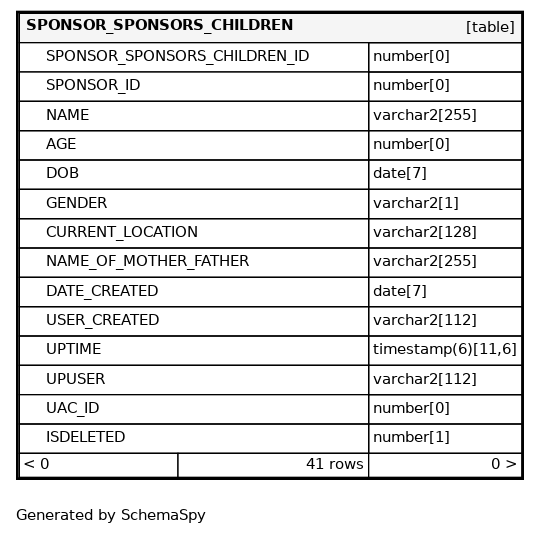 SPONSOR_SPONSORS_CHILDREN [table]
SPONSOR_SPONSORS_CHILDREN_ID number[0]
SPONSOR_ID number[0]
NAME varchar2[255]
AGE number[0]
DOB date[7]
GENDER varchar2[1]
CURRENT_LOCATION varchar2[128]
NAME_OF_MOTHER_FATHER varchar2[255]
DATE_CREATED date[7]
USER_CREATED varchar2[112]
UPTIME timestamp(6)[11,6]
UPUSER varchar2[112]
UAC_ID number[0]
ISDELETED number[1]
< 0 41 rows 0 >
Generated by SchemaSpy